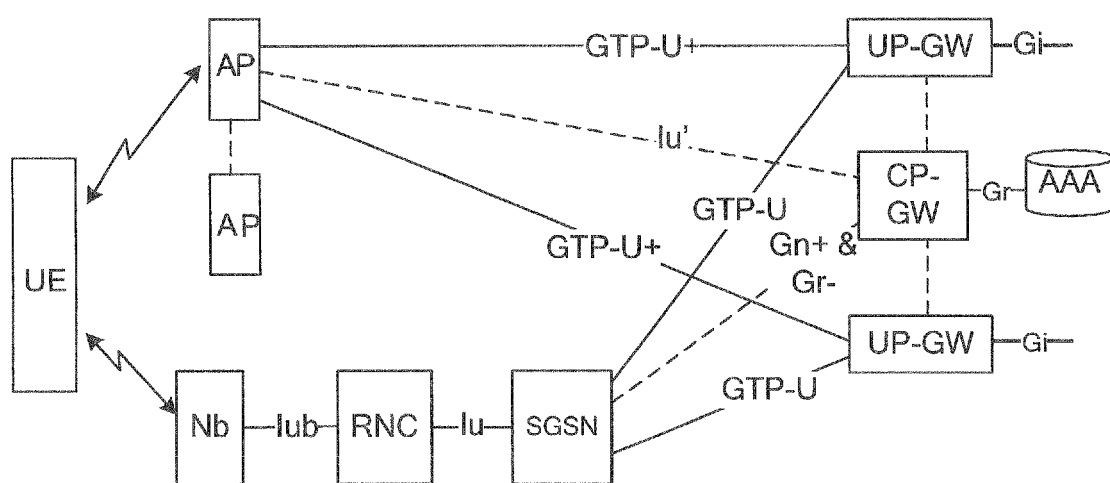 AP
GTP-U+
UP-GW
Gi
Iu'
CP-
GW
Gr
AAA
AP
GTP-U
GTP-U+
Gn+ &
Gr-
UE
UP-GW
Gi
GTP-U
Nb
Iub
RNC
Iu
SGSN